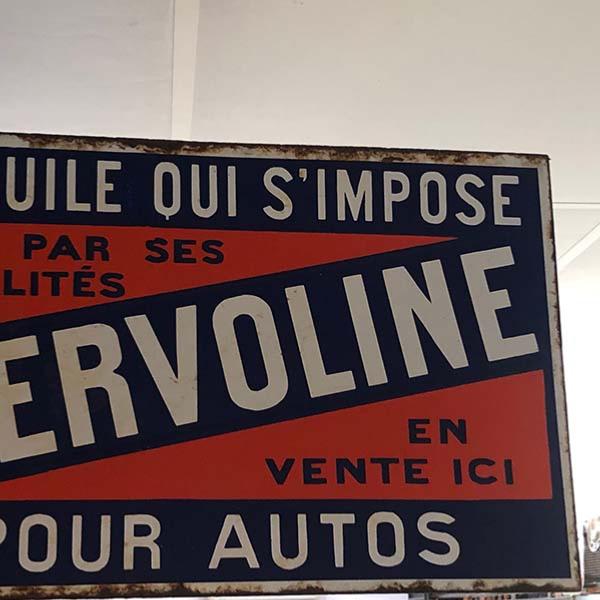 UILE QUI S'IMPOSE
PAR SES
LITÉS
ERVOLINE
EN
VENTE ICI
POUR AUTOS